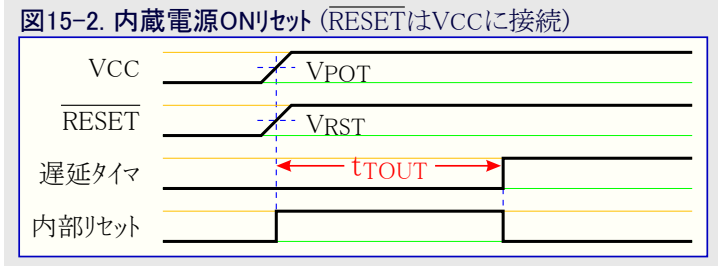 図15-2. 内蔵電源ONリセット (RESETはVCCに接続)
VCC
VPOT
RESET
VRST
遅延タイマ
tTOUT
内部リセット